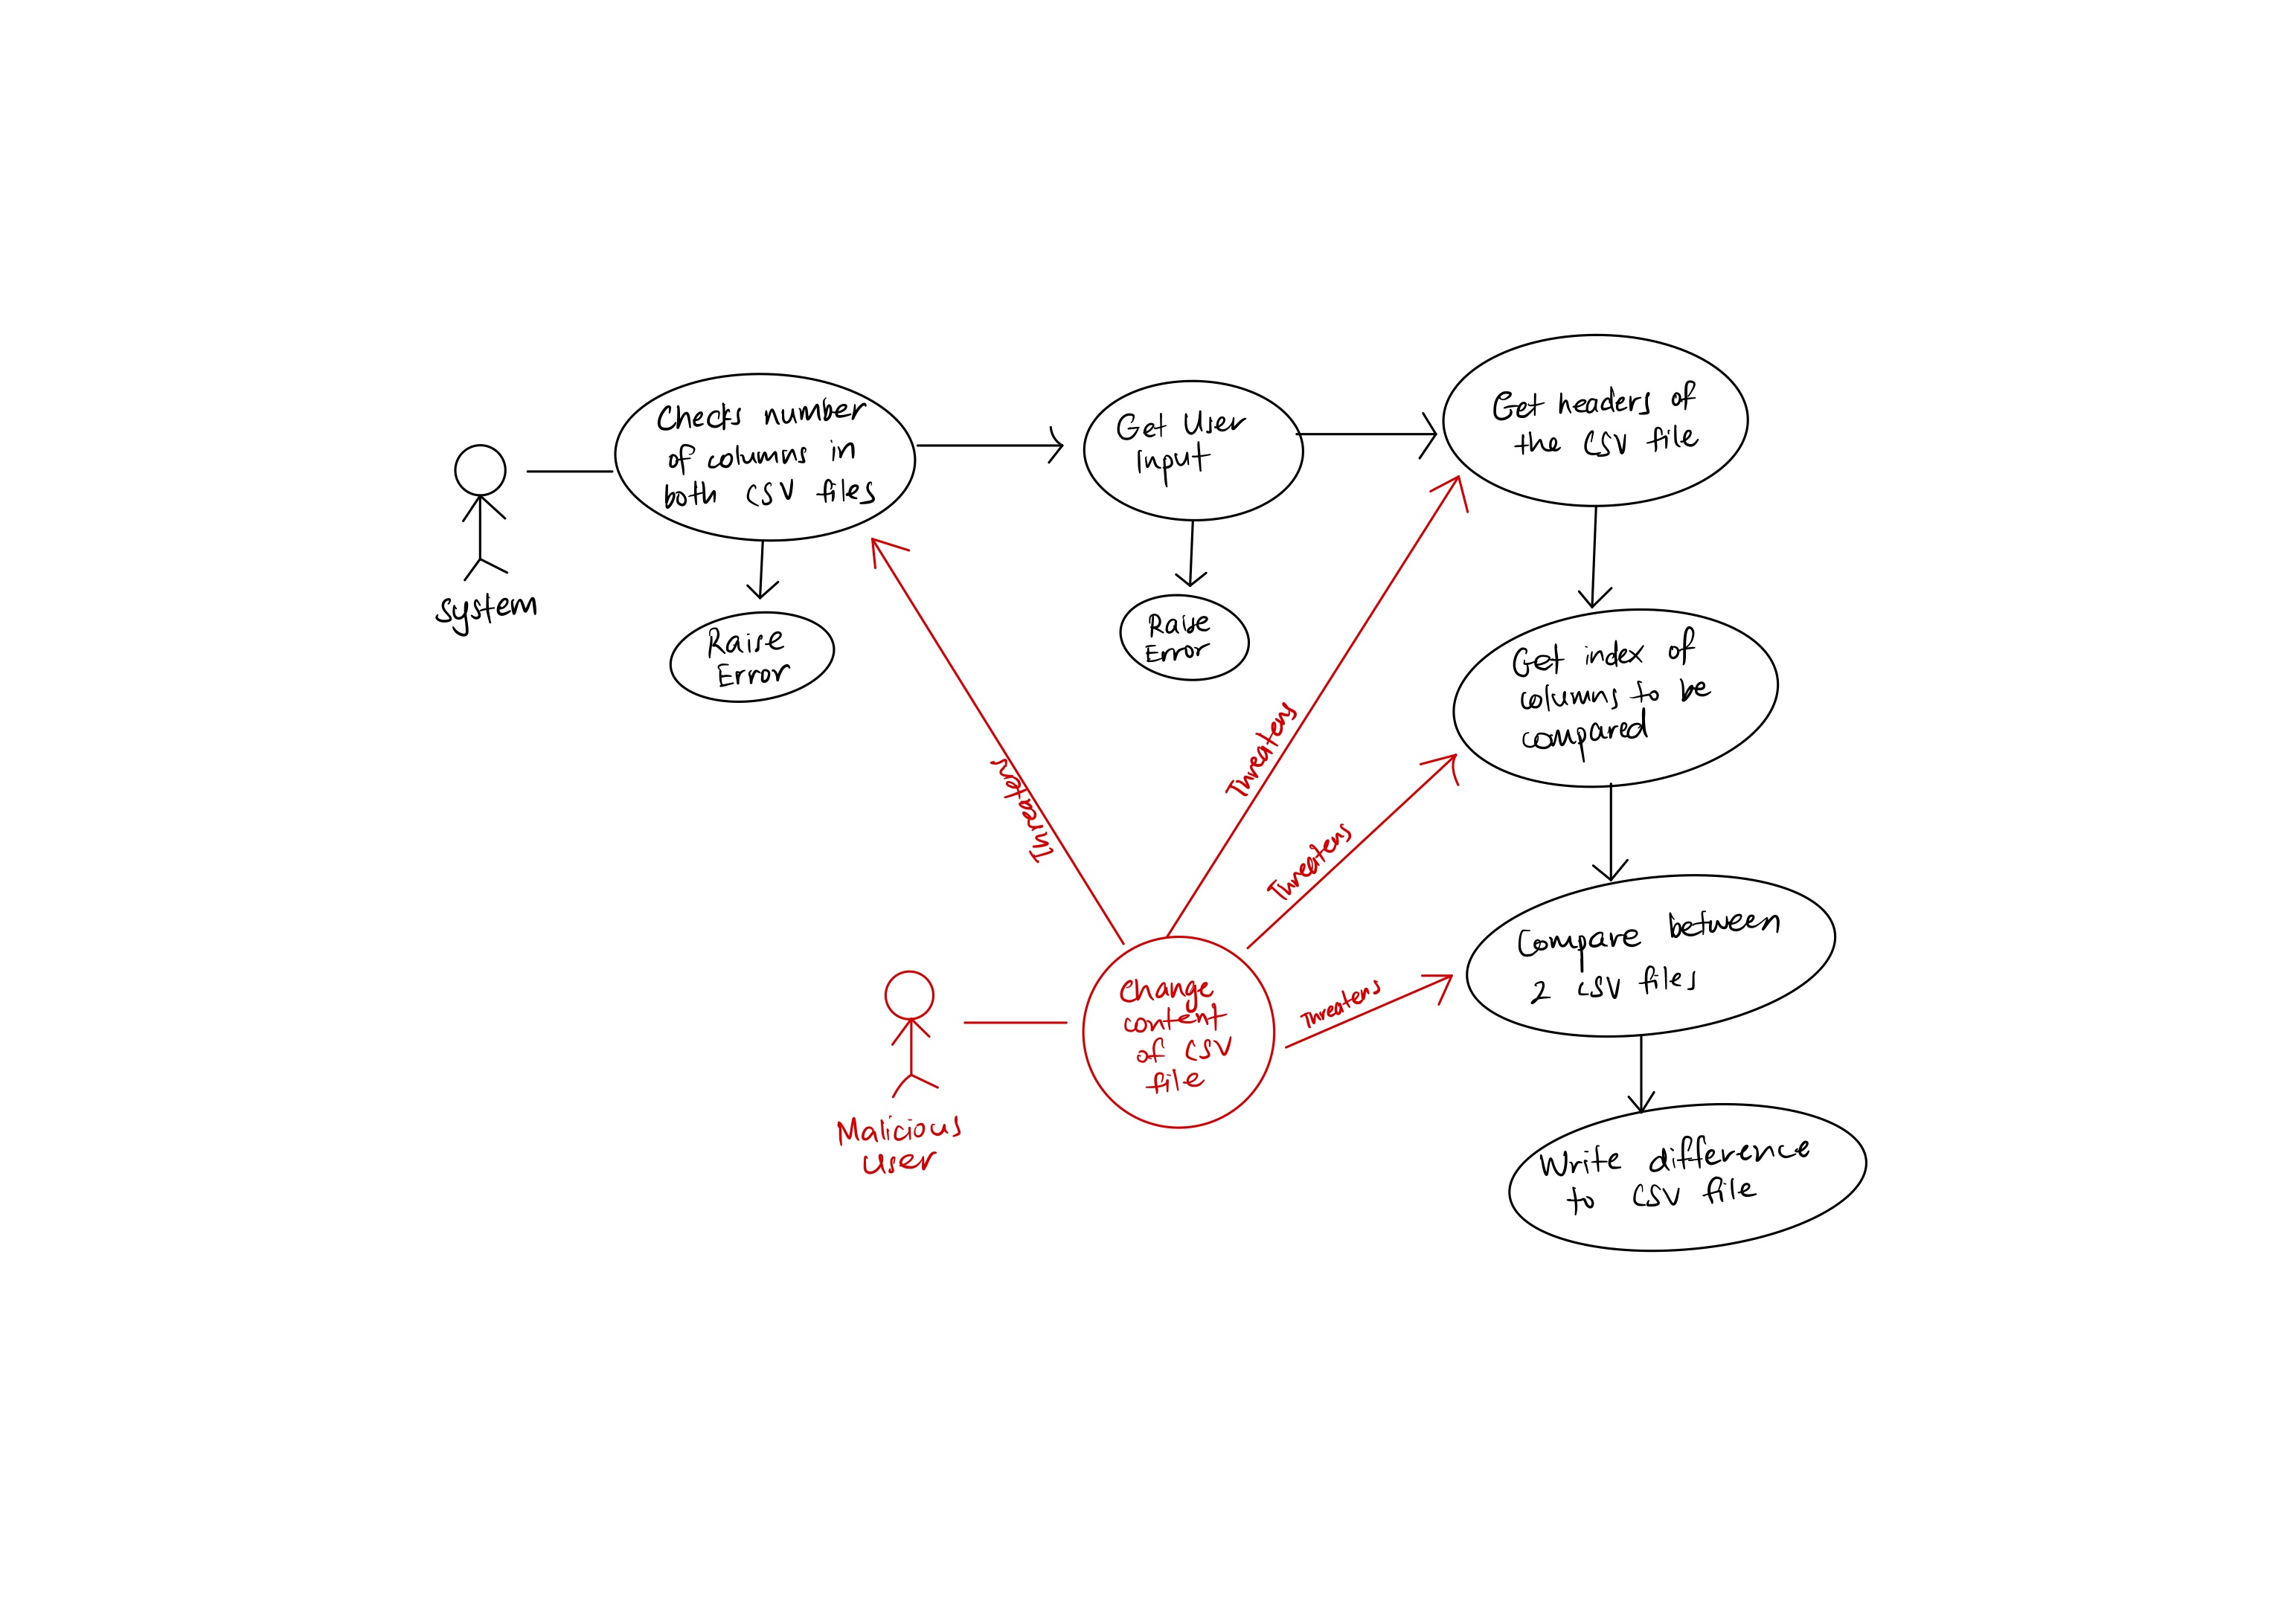 Checks number
of columns in
both CSV files
Get User
Input
Get headers of
the CSV file
system
Raise
Error
Raise
Error
Get index of
columns to be
compared
Threaten
Threatens
Threatens
Threatens
Compare between
2 CSV files
Change
content
of CSV
file
Malicious
user
Write difference
to CSV file